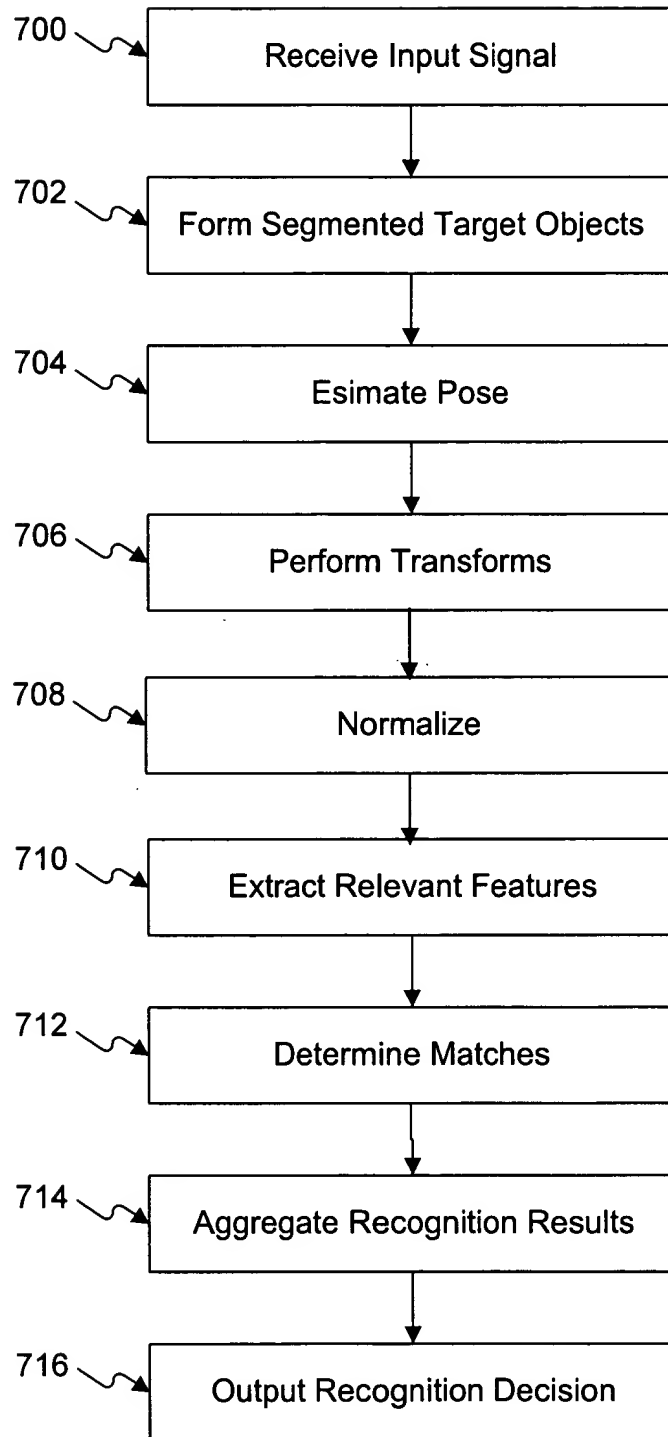 700
Receive Input Signal
702
Form Segmented Target Objects
704
Esimate Pose
706
Perform Transforms
708
Normalize
710
Extract Relevant Features
712
Determine Matches
714
Aggregate Recognition Results
716
Output Recognition Decision